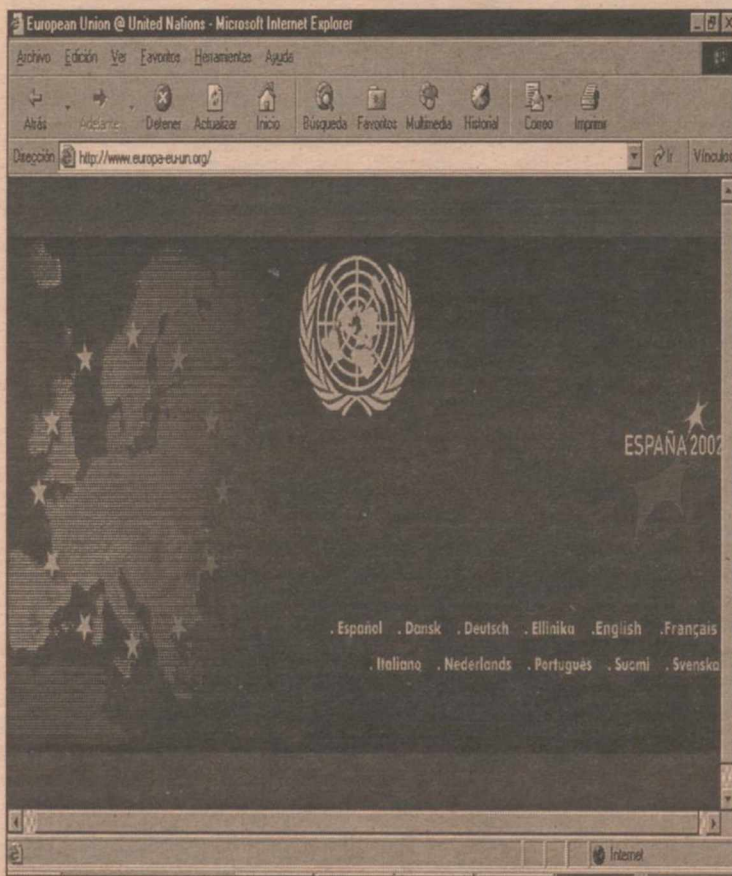 European Union @ United Nations - Microsoft Internet Explorer
Archivo Edición Ver Favoritos Herramientas Ayuda
Atrás Adelante Detener Actualizar Inicio Búsqueda Favoritos Multimedia Historial Correo Imprimir
Dirección http://www.europa-eu-un.org/ Ir Vínculos
ESPAÑA 2002
. Español . Dansk . Deutsch . Ellinika .English .Français
. Italiano . Nederlands . Português . Suomi . Svenska
Internet